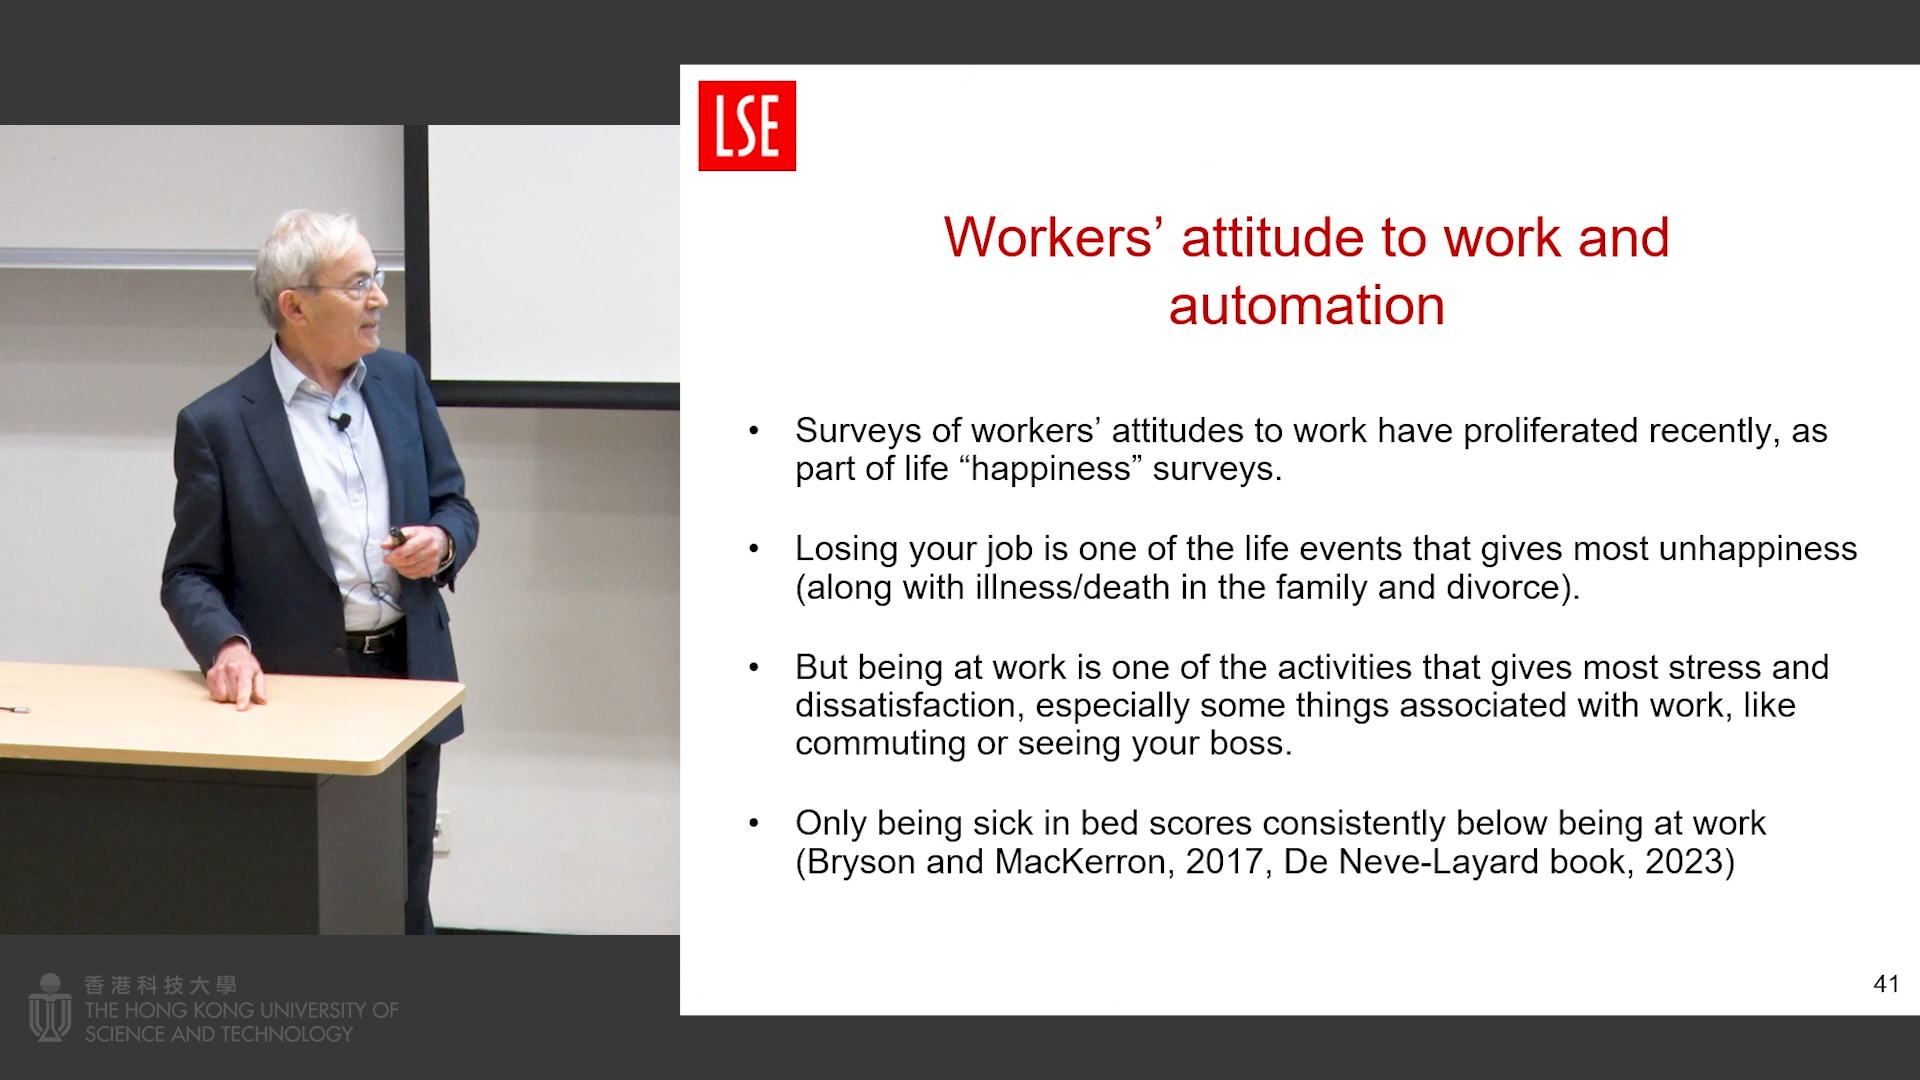 LSE
Workers’ attitude to work and
automation
• Surveys of workers’ attitudes to work have proliferated recently, as
part of life “happiness” surveys.
• Losing your job is one of the life events that gives most unhappiness
(along with illness/death in the family and divorce).
• But being at work is one of the activities that gives most stress and
dissatisfaction, especially some things associated with work, like
commuting or seeing your boss.
• Only being sick in bed scores consistently below being at work
(Bryson and MacKerron, 2017, De Neve-Layard book, 2023)
41
香港科技大學
THE HONG KONG UNIVERSITY OF
SCIENCE AND TECHNOLOGY